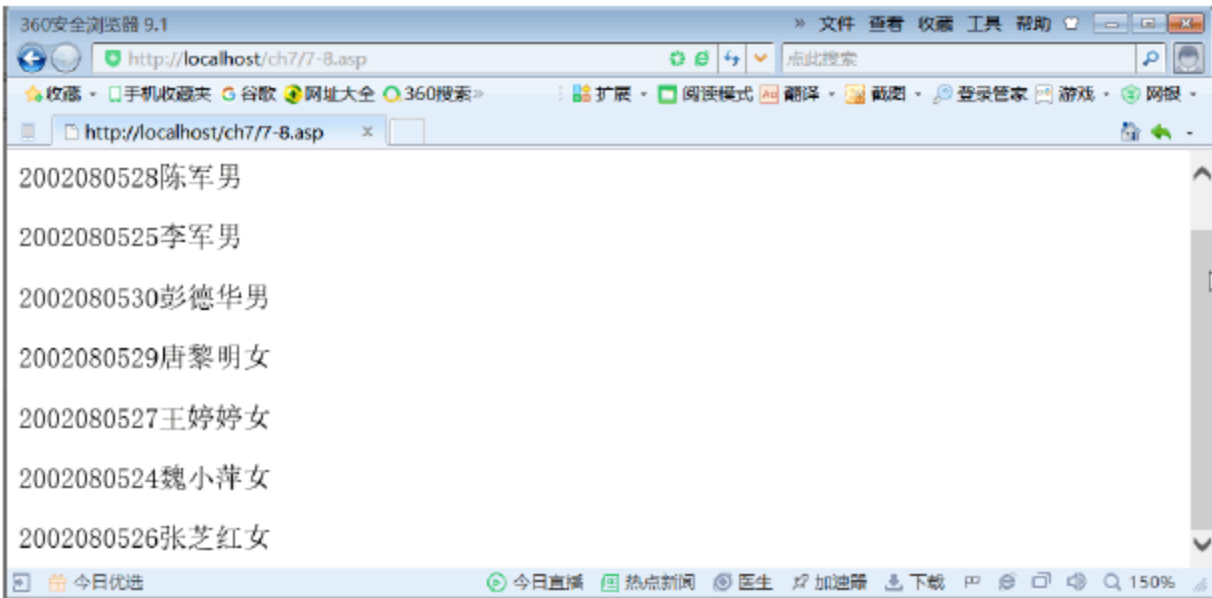 360安全浏览器 9.1 » 文件 查看 收藏 工具 帮助
http://localhost/ch7/7-8.asp 点此搜索
收藏 手机收藏夹 谷歌 网址大全 360搜索» 扩展 阅读模式 翻译 截图 登录管家 游戏 网银
http://localhost/ch7/7-8.asp ×
2002080528陈军男
2002080525李军男
2002080530彭德华男
2002080529唐黎明女
2002080527王婷婷女
2002080524魏小萍女
2002080526张芝红女
今日优选 今日直播 热点新闻 医生 加速器 下载 150%